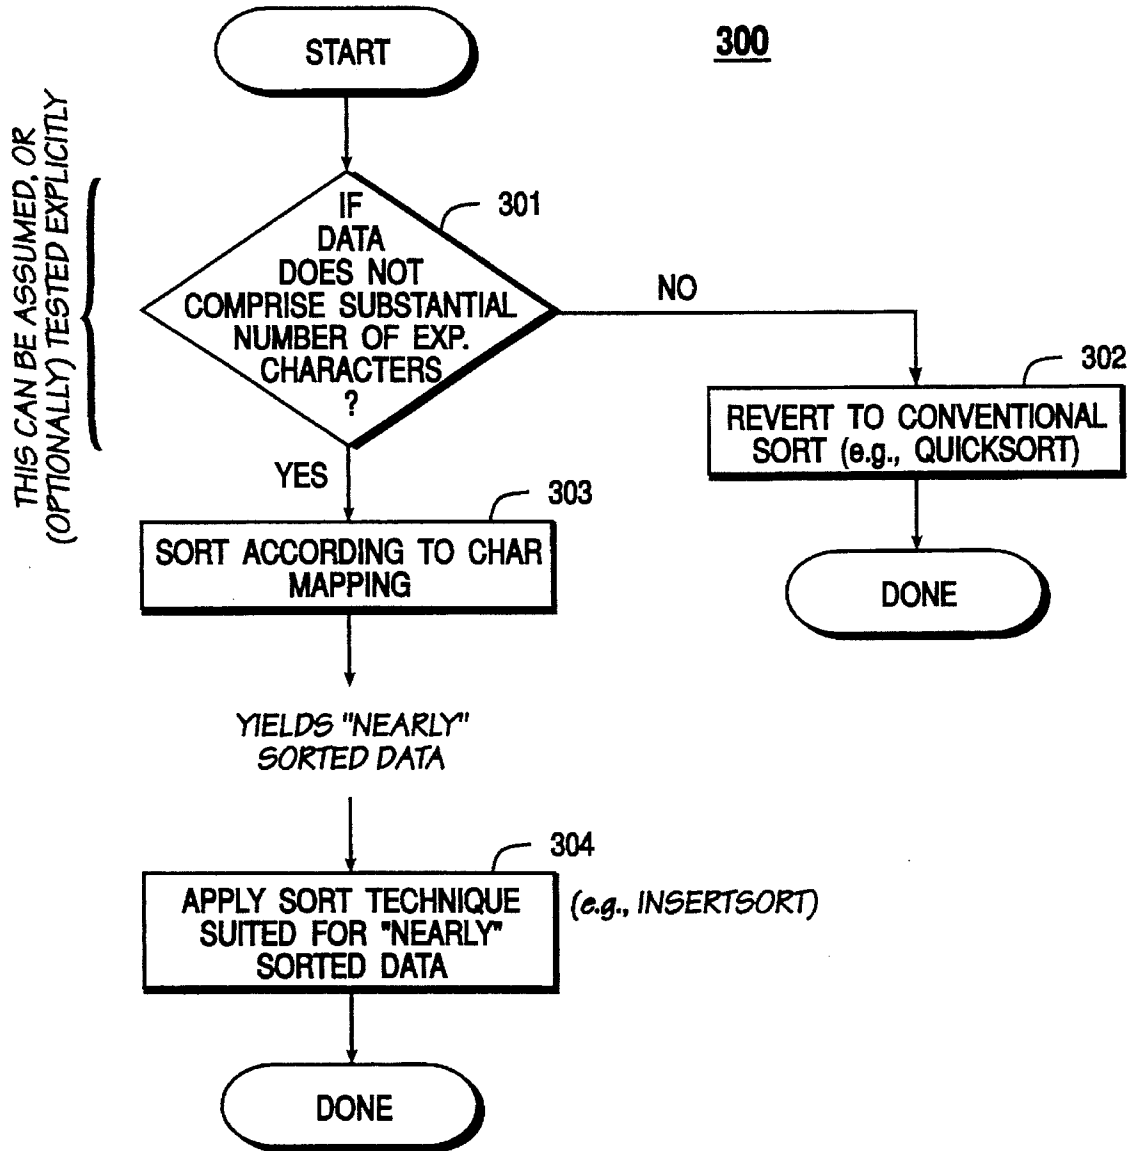 START
300
THIS CAN BE ASSUMED, OR
(OPTIONALLY) TESTED EXPLICITLY
IF
DATA
DOES NOT
COMPRISE SUBSTANTIAL
NUMBER OF EXP.
CHARACTERS
?
301
NO
302
REVERT TO CONVENTIONAL
SORT (e.g., QUICKSORT)
DONE
YES
303
SORT ACCORDING TO CHAR
MAPPING
YIELDS "NEARLY"
SORTED DATA
304
APPLY SORT TECHNIQUE
SUITED FOR "NEARLY"
SORTED DATA
(e.g., INSERTSORT)
DONE